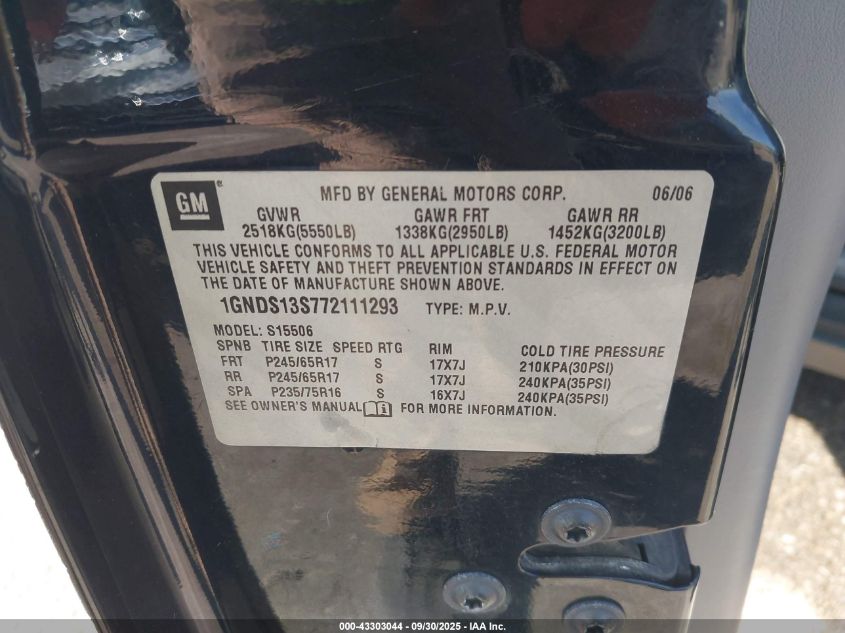 GM
MFD BY GENERAL MOTORS CORP. 06/06
GVWR GAWR FRT GAWR RR
2518KG(5550LB) 1338KG(2950LB) 1452KG(3200LB)
THIS VEHICLE CONFORMS TO ALL APPLICABLE U.S. FEDERAL MOTOR
VEHICLE SAFETY AND THEFT PREVENTION STANDARDS IN EFFECT ON
THE DATE OF MANUFACTURE SHOWN ABOVE.
1GNDS13S772111293 TYPE: M.P.V.
MODEL: S15506
SPNB TIRE SIZE SPEED RTG RIM COLD TIRE PRESSURE
FRT P245/65R17 S 17X7J 210KPA(30PSI)
RR P245/65R17 S 17X7J 240KPA(35PSI)
SPA P235/75R16 S 16X7J 240KPA(35PSI)
SEE OWNER'S MANUAL i FOR MORE INFORMATION.
000-43303044 - 09/30/2025 - IAA Inc.